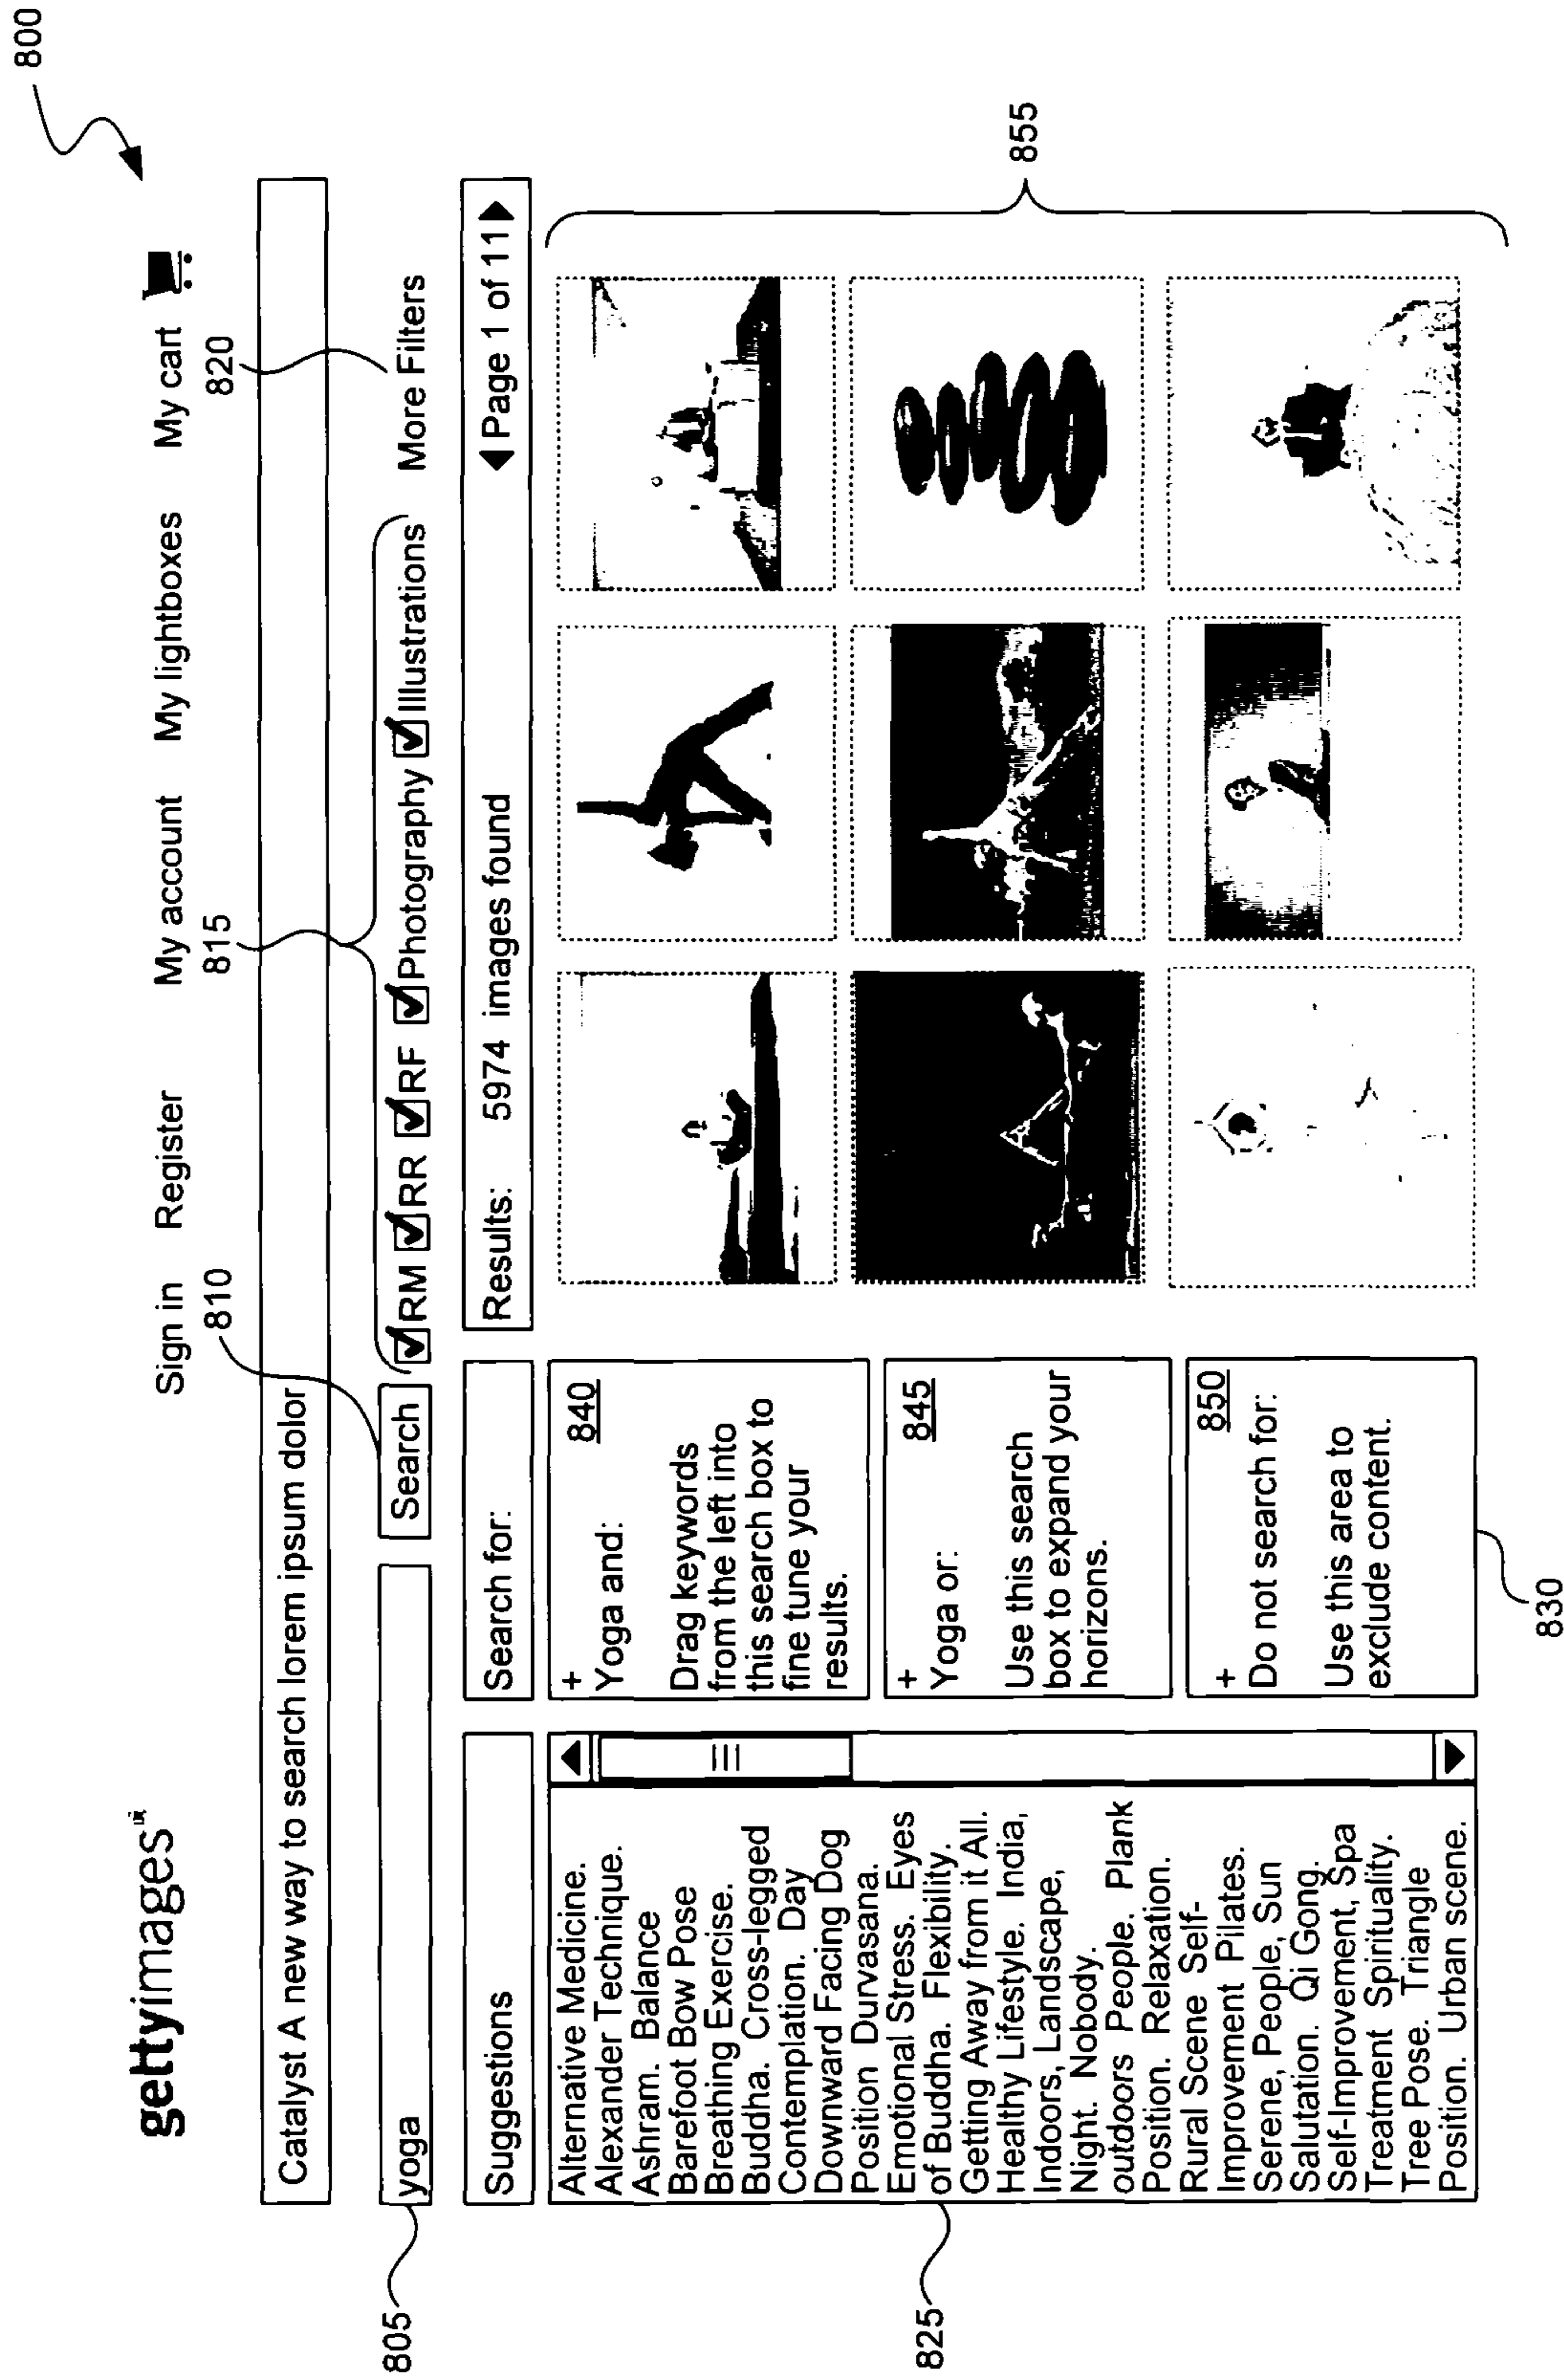 800
gettyimages
Sign in Register My account My lightboxes My cart
810 815 820
Catalyst A new way to search lorem ipsum dolor
805 yoga Search RM RR RF Photography Illustrations More Filters
Suggestions
Search for:
Results: 5974 images found Page 1 of 11
825
Alternative Medicine.
Alexander Technique.
Ashram. Balance
Barefoot Bow Pose
Breathing Exercise.
Buddha. Cross-legged
Contemplation. Day
Downward Facing Dog
Position Durvasana.
Emotional Stress. Eyes
of Buddha. Flexibility.
Getting Away from it All.
Healthy Lifestyle. India,
Indoors, Landscape,
Night. Nobody.
outdoors People. Plank
Position. Relaxation.
Rural Scene Self-
Improvement Pilates.
Serene, People, Sun
Salutation. Qi Gong.
Self-Improvement, Spa
Treatment Spirituality.
Tree Pose. Triangle
Position. Urban scene.
+ 840
Yoga and:
Drag keywords
from the left into
this search box to
fine tune your
results.
+ 845
Yoga or:
Use this search
box to expand your
horizons.
+ 850
Do not search for:
Use this area to
exclude content.
830
855